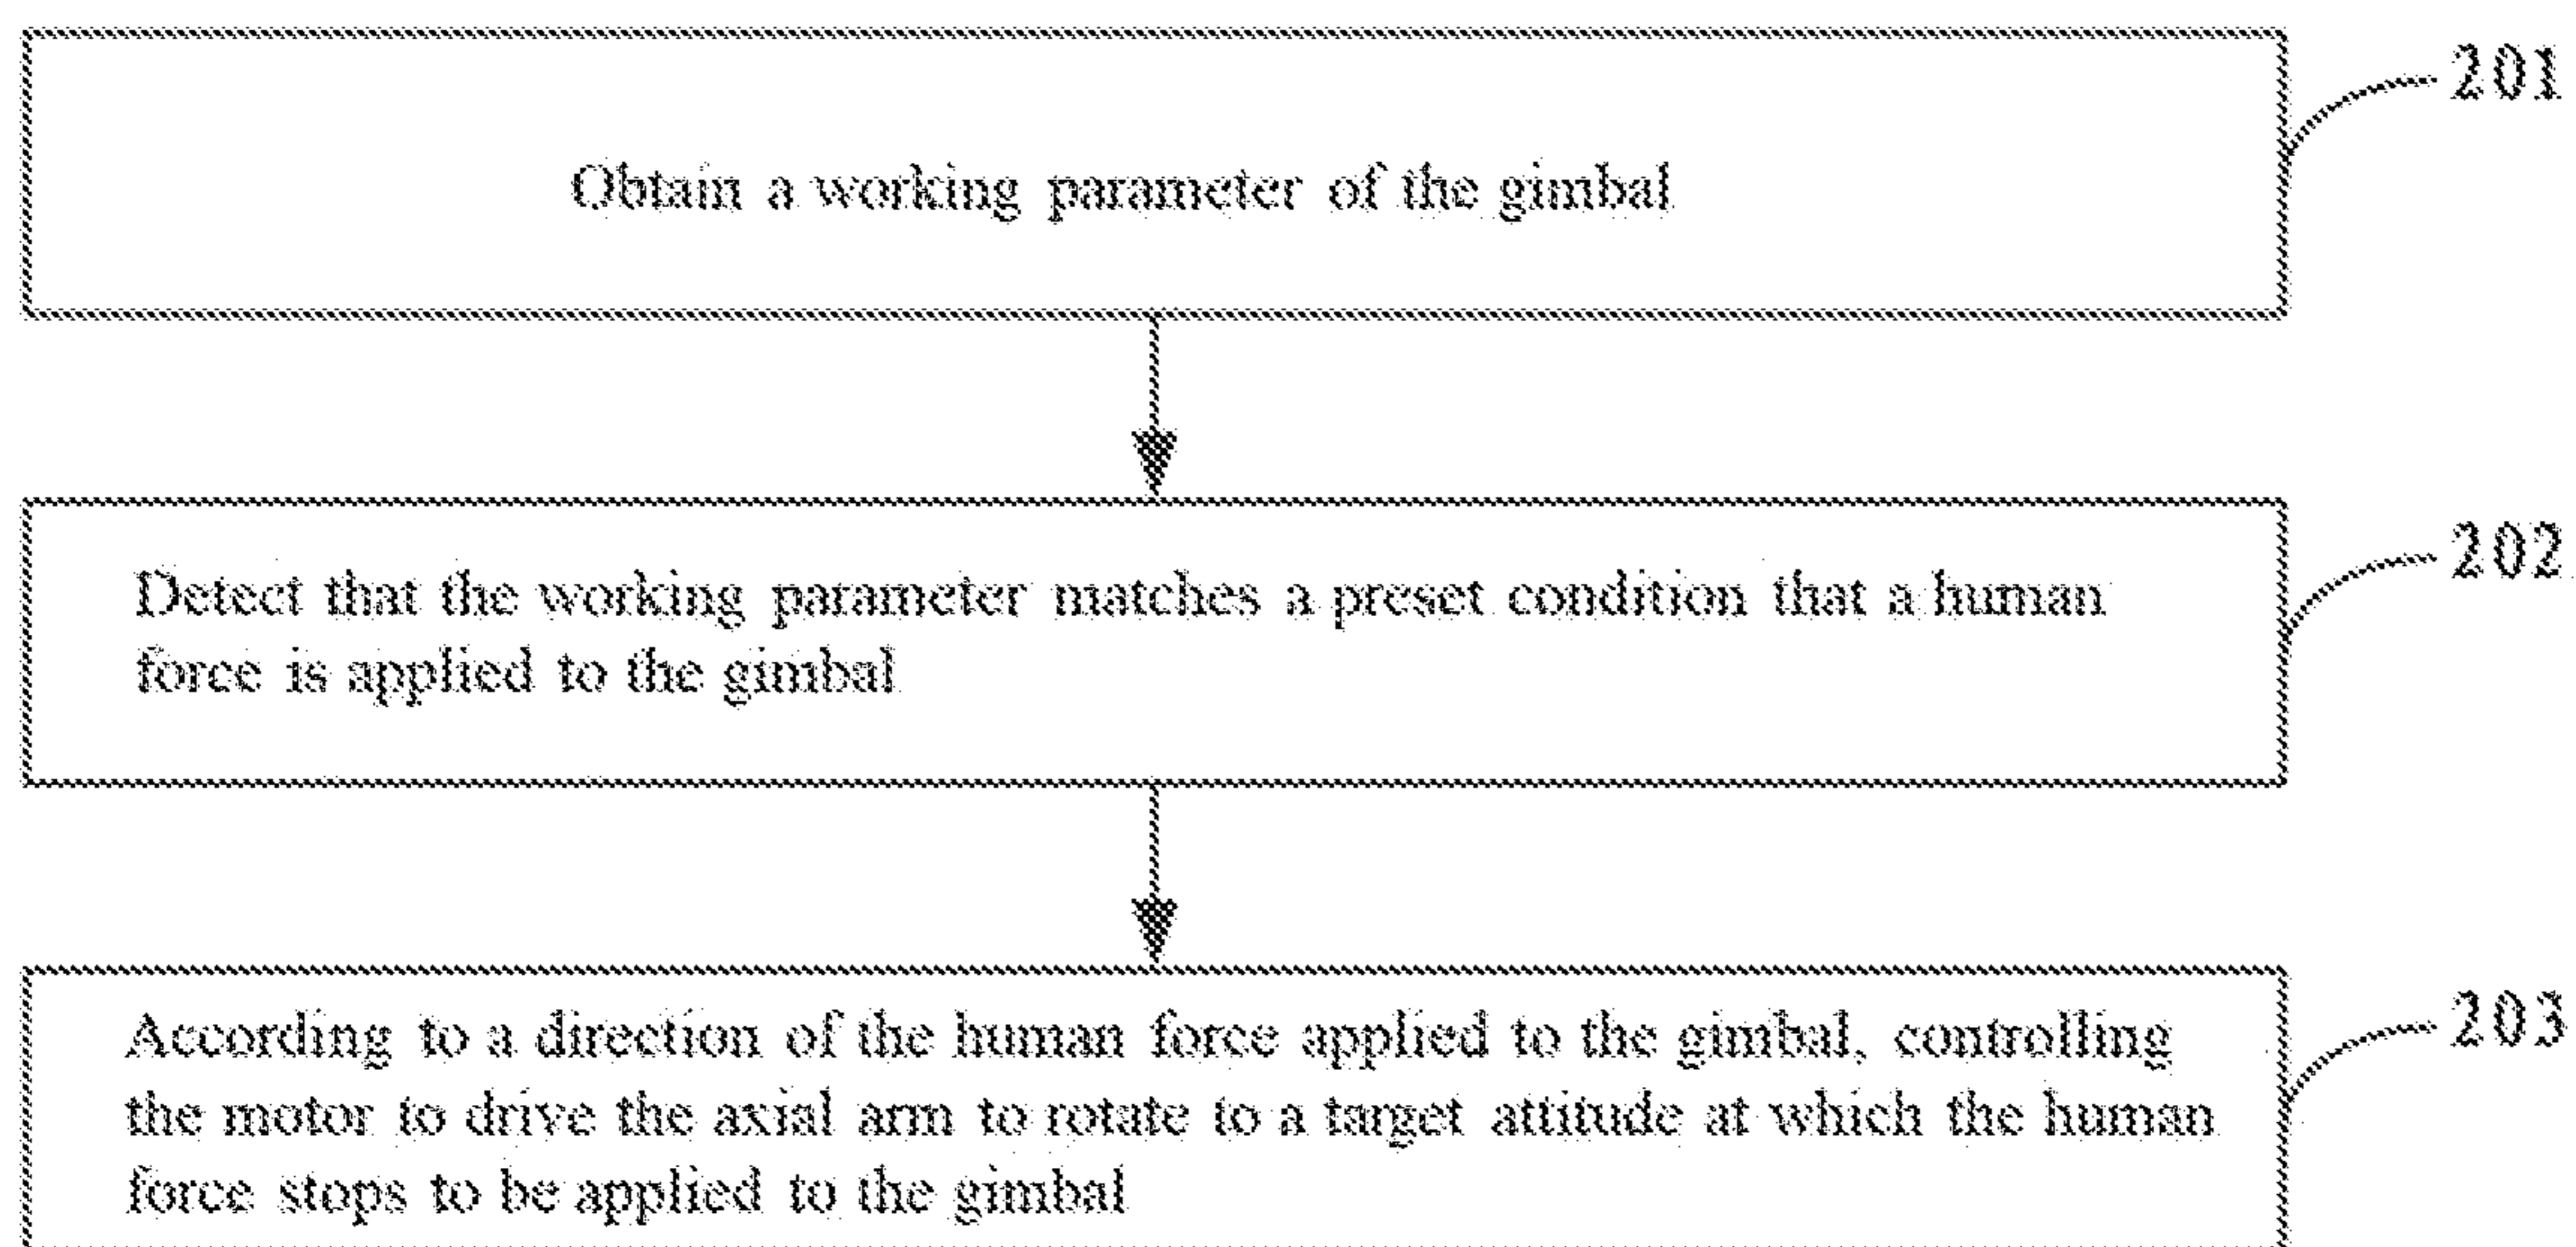 201
Obtain a working parameter of the gimbal
202
Detect that the working parameter matches a preset condition that a human
force is applied to the gimbal
203
According to a direction of the human force applied to the gimbal, controlling
the motor to drive the axial arm to rotate to a target attitude at which the human
force stops to be applied to the gimbal